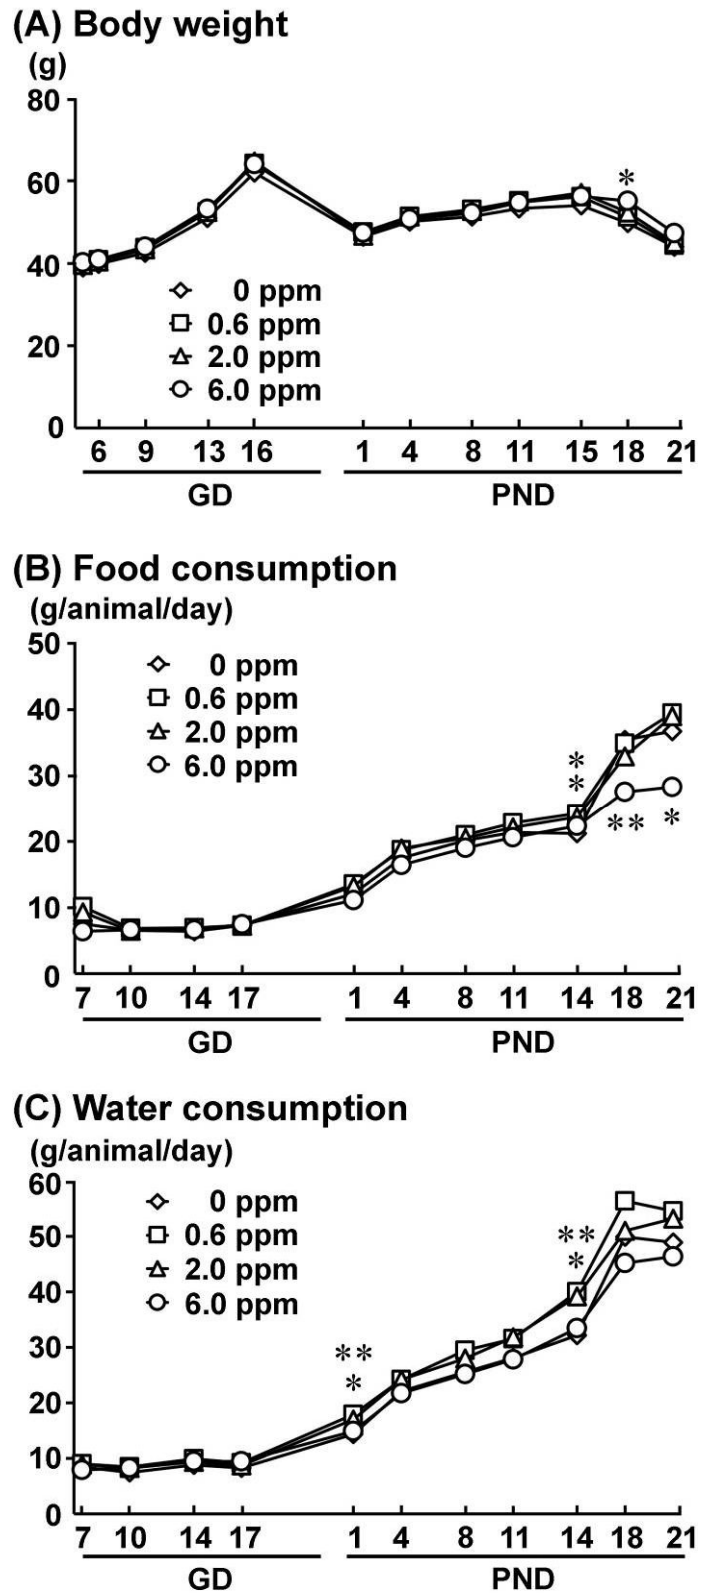 (A) Body weight
(g)
80
60
*
40
0 ppm
0.6 ppm
20
2.0 ppm
6.0 ppm
0
6 9 13 16 1 4 8 11 15 18 21
GD PND
(B) Food consumption
(g/animal/day)
50
0 ppm
0.6 ppm
40
2.0 ppm
6.0 ppm
30
*
*
** *
20
10
0
7 10 14 17 1 4 8 11 14 18 21
GD PND
(C) Water consumption
(g/animal/day)
60
0 ppm
0.6 ppm
50
**
*
2.0 ppm
40
6.0 ppm
30
**
*
20
10
0
7 10 14 17 1 4 8 11 14 18 21
GD PND